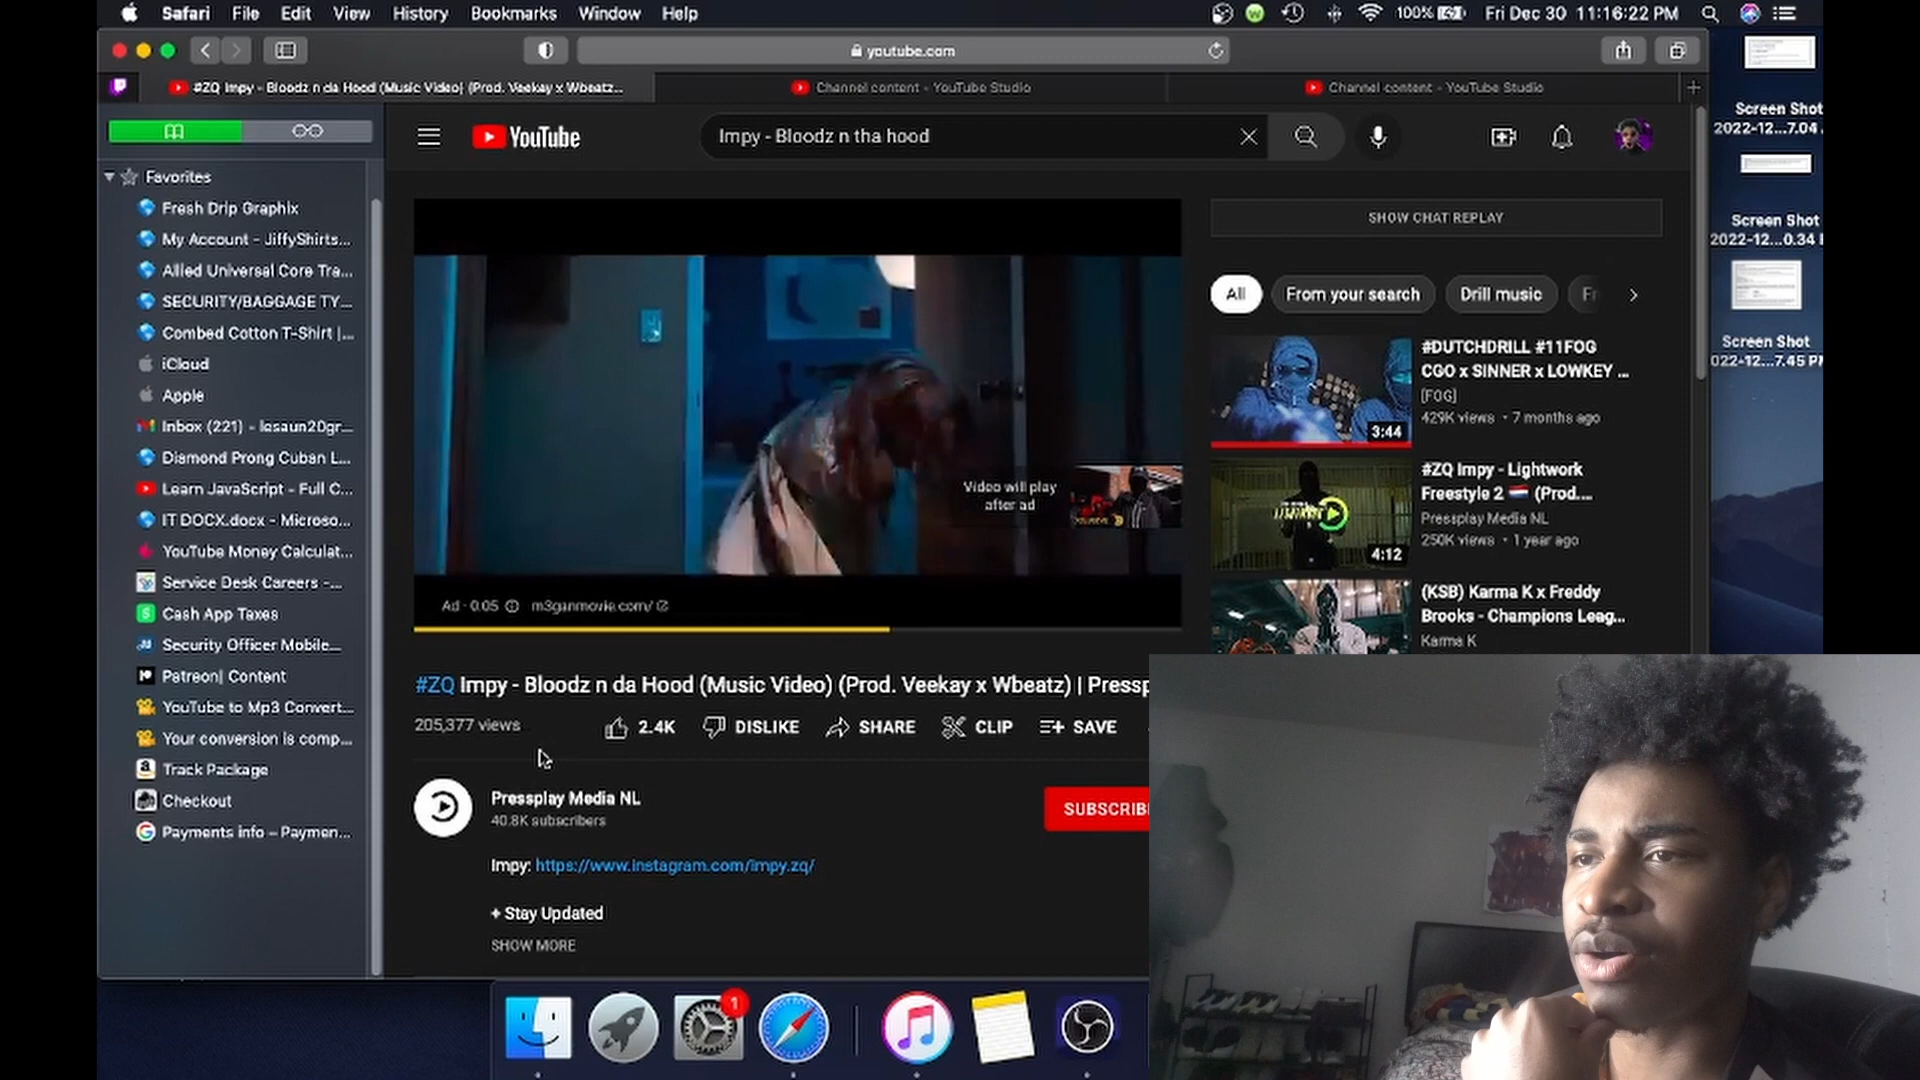 Safari File Edit View History Bookmarks Window Help
100% Fri Dec 30 11:16:22 PM
youtube.com
#ZQ Impy - Bloodz n da Hood (Music Video) (Prod. Veekay x Wbeatz...
Channel content - YouTube Studio
Channel content - YouTube Studio
Favorites
Fresh Drip Graphix
My Account - JiffyShirts...
Allied Universal Core Tra...
SECURITY/BAGGAGE TY...
Combed Cotton T-Shirt |...
iCloud
Apple
Inbox (221) - lesaun20gr...
Diamond Prong Cuban L...
Learn JavaScript - Full C...
IT DOCX.docx - Microso...
YouTube Money Calculat...
Service Desk Careers -...
Cash App Taxes
Security Officer Mobile...
Patreon| Content
YouTube to Mp3 Convert...
Your conversion is comp...
Track Package
Checkout
Payments info – Paymen...
YouTube
Impy - Bloodz n tha hood
Video will play
after ad
Ad · 0:05 m3ganmovie.com/
#ZQ Impy - Bloodz n da Hood (Music Video) (Prod. Veekay x Wbeatz) | Pressp
205,377 views
2.4K DISLIKE SHARE CLIP SAVE
Pressplay Media NL
40.8K subscribers
SUBSCRIB
Impy: https://www.instagram.com/impy.zq/
+ Stay Updated
SHOW MORE
SHOW CHAT REPLAY
All From your search Drill music Fr
#DUTCHDRILL #11FOG
CGO x SINNER x LOWKEY ...
[FOG]
429K views · 7 months ago
3:44
#ZQ Impy - Lightwork
Freestyle 2 🇳🇱 (Prod....
Pressplay Media NL
250K views · 1 year ago
4:12
(KSB) Karma K x Freddy
Brooks - Champions Leag...
Karma K
Screen Shot
2022-12...7.04
Screen Shot
2022-12...0.34
Screen Shot
022-12...7.45 P
1